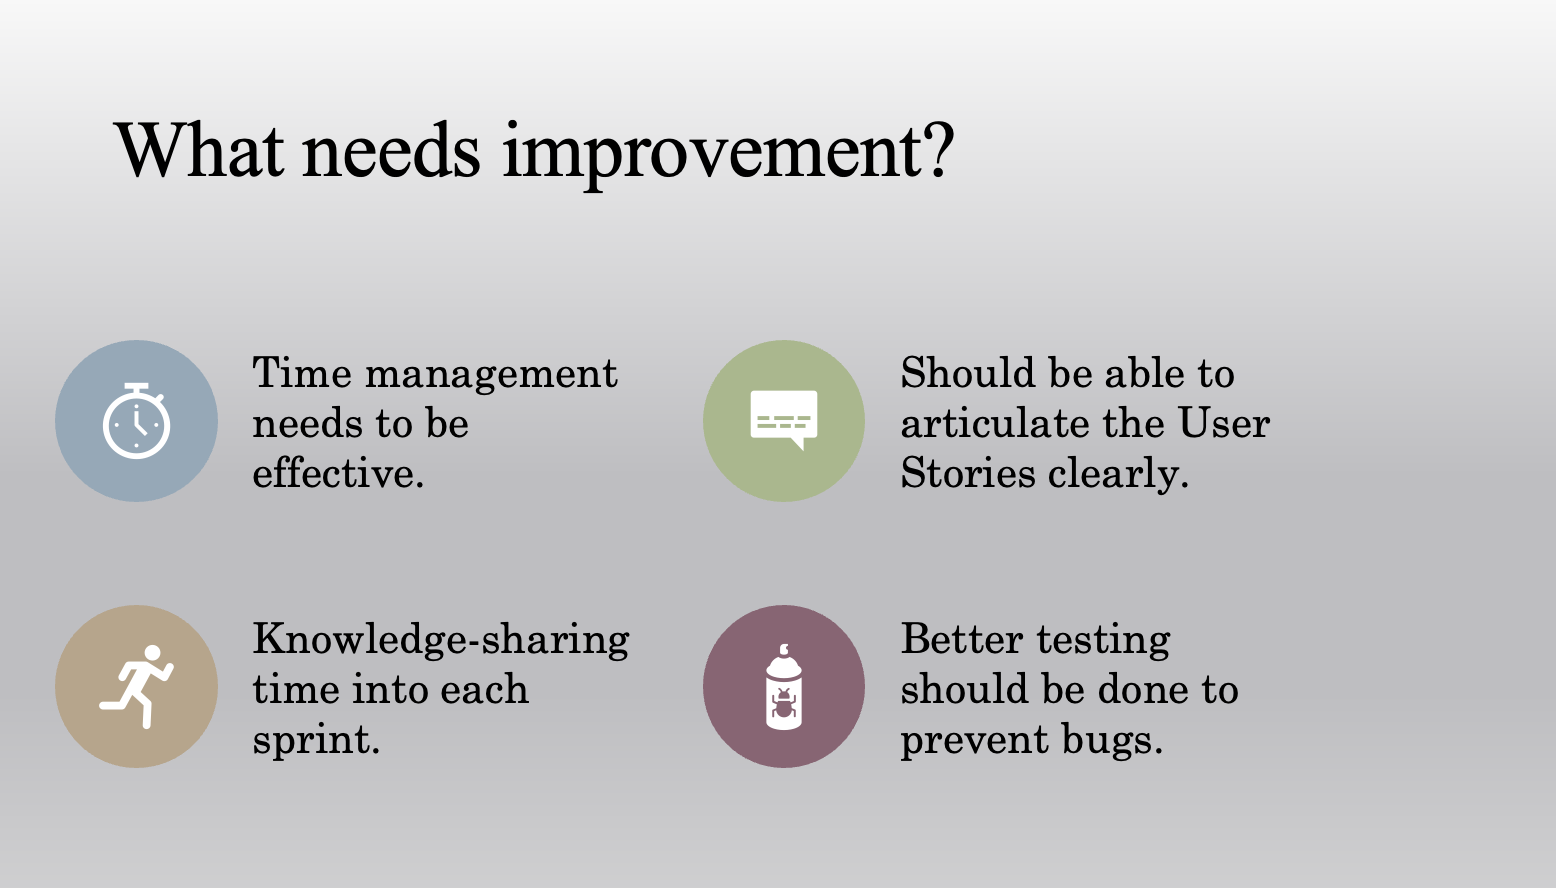 What needs improvement?
Time management
needs to be
effective.
Should be able to
articulate the User
Stories clearly.
Knowledge-sharing
time into each
sprint.
Better testing
should be done to
prevent bugs.